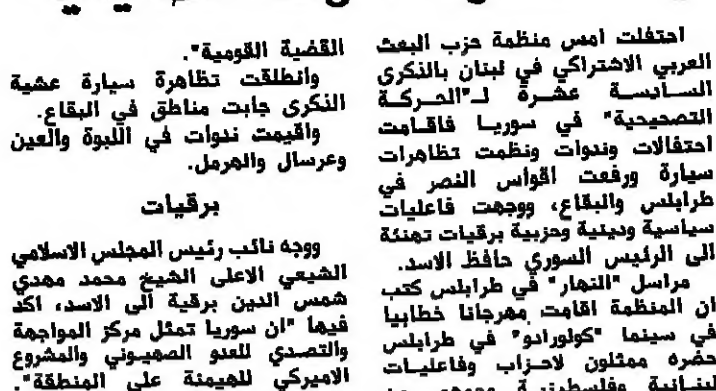 احتفلت امس منظمة حزب البعث
العربي الاشتراكي في لبنان بالذكرى
السادسة عشرة لـ"الحركة
التصحيحية" في سوريا فاقامت
احتفالات وندوات ونظمت تظاهرات
سيارة ورفعت اقواس النصر في
طرابلس والبقاع، ووجهت فاعليات
سياسية ودينية وحزبية برقيات تهنئة
الى الرئيس السوري حافظ الاسد.
مراسل "النهار" في طرابلس كتب
ان المنظمة اقامت مهرجانا خطابيا
في سينما "كولورادو" في طرابلس
حضره ممثلون لاحزاب وفاعليات
لبنانية وفلسطينية
القضية القومية".
وانطلقت تظاهرة سيارة عشية
الذكرى جابت مناطق في البقاع.
واقيمت ندوات في اللبوة والعين
وعرسال والهرمل.
برقيات
ووجه نائب رئيس المجلس الاسلامي
الشيعي الاعلى الشيخ محمد مهدي
شمس الدين برقية الى الاسد، اكد
فيها "ان سوريا تمثل مركز المواجهة
والتصدي للعدو الصهيوني والمشروع
الاميركي للهيمنة على المنطقة".